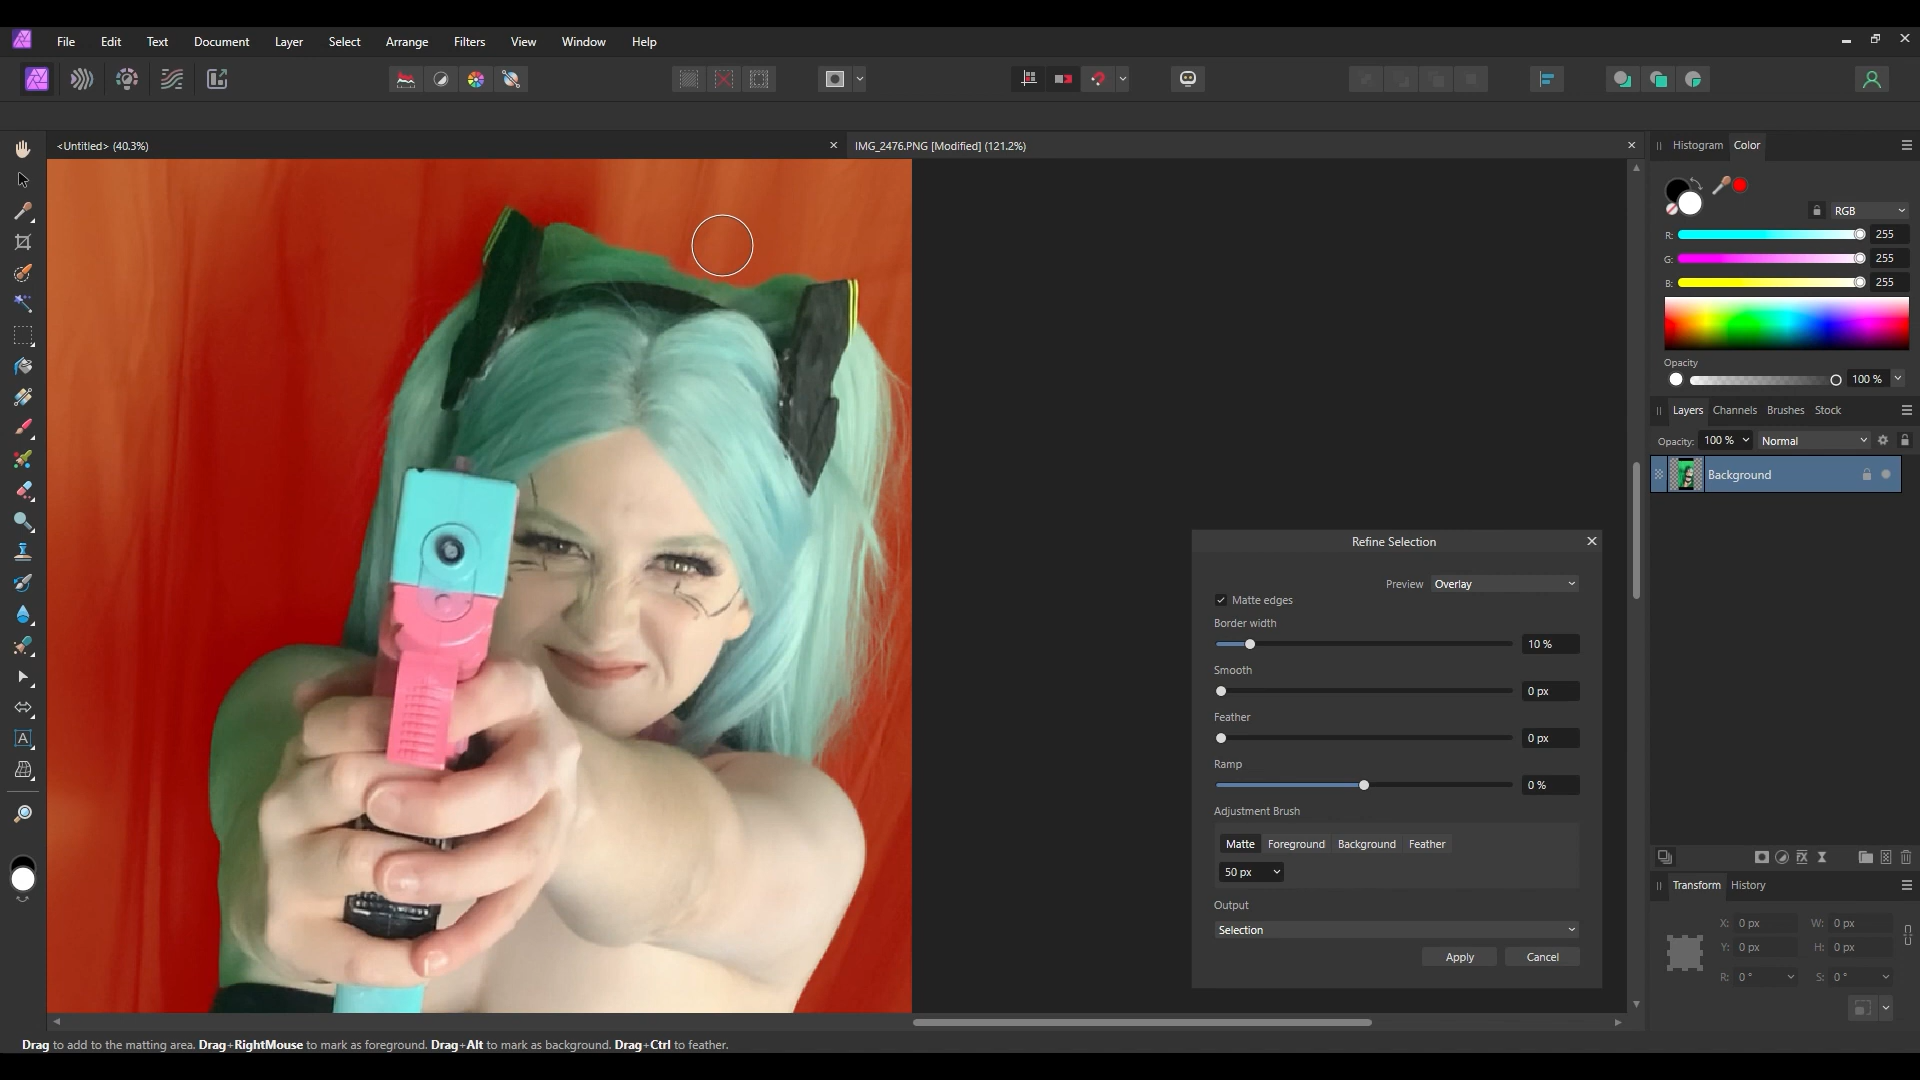 File Edit Text Document Layer Select Arrange Filters View Window Help
<Untitled> (40.3%)
IMG_2476.PNG [Modified] (121.2%)
Histogram Color
RGB
R: 255
G: 255
B: 255
Opacity
100 %
Layers Channels Brushes Stock
Opacity: 100 % Normal
Background
Refine Selection
Preview Overlay
Matte edges
Border width
10 %
Smooth
0 px
Feather
0 px
Ramp
0 %
Adjustment Brush
Matte Foreground Background Feather
50 px
Output
Selection
Apply Cancel
Transform History
X: 0 px W: 0 px
Y: 0 px H: 0 px
R: 0 ° S: 0 °
Drag to add to the matting area. Drag+RightMouse to mark as foreground. Drag+Alt to mark as background. Drag+Ctrl to feather.